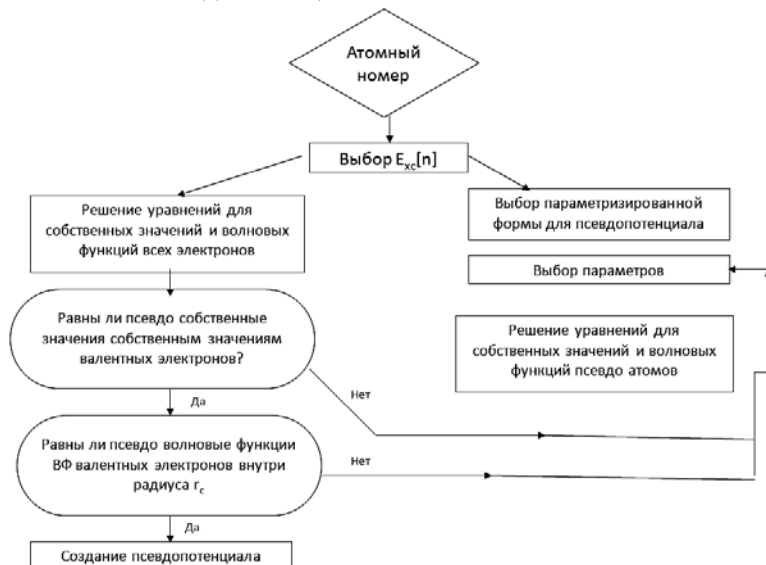 Атомный
номер
Выбор Exc[n]
Решение уравнений для
собственных значений и волновых
функций всех электронов
Выбор параметризированной
формы для псевдопотенциала
Выбор параметров
Равны ли псевдо собственные
значения собственным значениям
валентных электронов?
Решение уравнений для
собственных значений и волновых
функций псевдо атомов
Нет
Да
Равны ли псевдо волновые функции
ВФ валентных электронов внутри
радиуса rc
Нет
Да
Создание псевдопотенциала